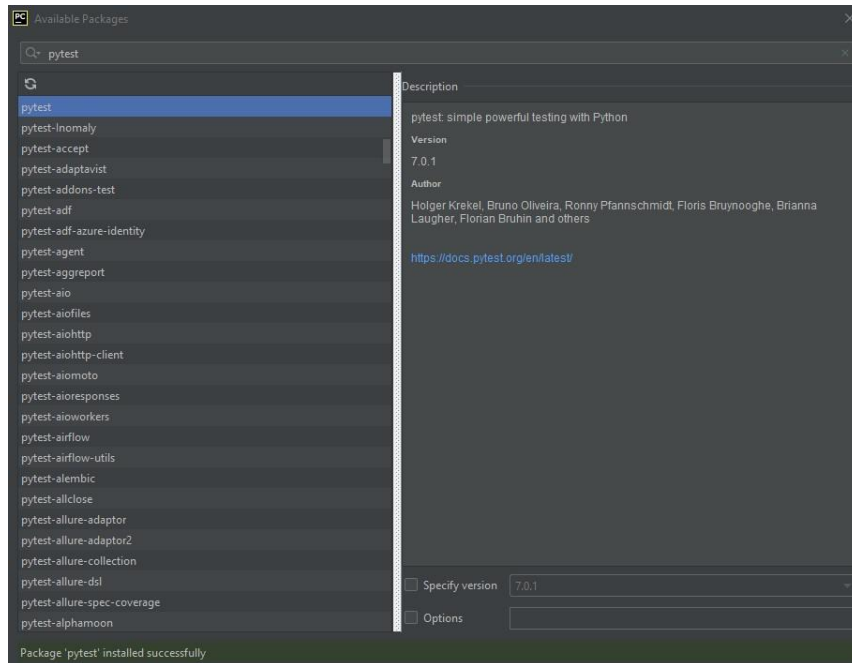 PC Available Packages
pytest
pytest
pytest-Inomaly
pytest-accept
pytest-adaptavist
pytest-addons-test
pytest-adf
pytest-adf-azure-identity
pytest-agent
pytest-aggreport
pytest-aio
pytest-aiofiles
pytest-aiohttp
pytest-aiohttp-client
pytest-aiomoto
pytest-aioresponses
pytest-aioworkers
pytest-airflow
pytest-airflow-utils
pytest-alembic
pytest-allclose
pytest-allure-adaptor
pytest-allure-adaptor2
pytest-allure-collection
pytest-allure-dsl
pytest-allure-spec-coverage
pytest-alphamoon
Description
pytest: simple powerful testing with Python
Version
7.0.1
Author
Holger Krekel, Bruno Oliveira, Ronny Pfannschmidt, Floris Bruynooghe, Brianna
Laugher, Florian Bruhin and others
https://docs.pytest.org/en/latest/
Specify version 7.0.1
Options
Package 'pytest' installed successfully